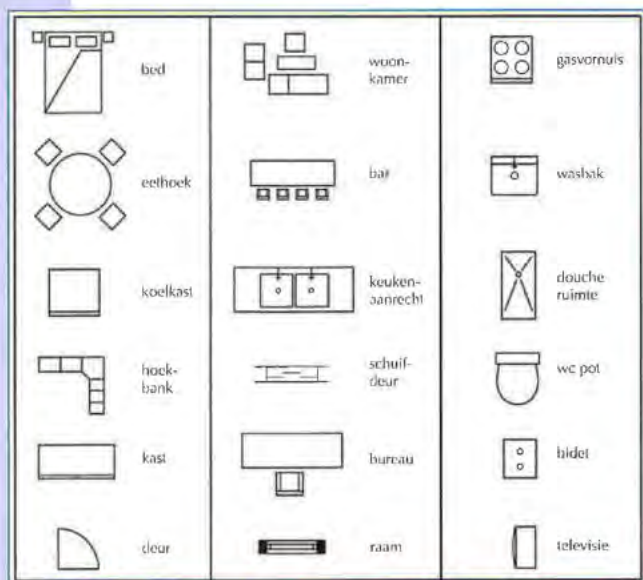 bed
eethoek
koelkast
hoek-
bank
kast
deur
woon-
kamer
bar
keuken-
aanrecht
schuif-
deur
bureau
raam
gasvornuis
wasbak
douche
ruimte
wc pot
bidet
televisie